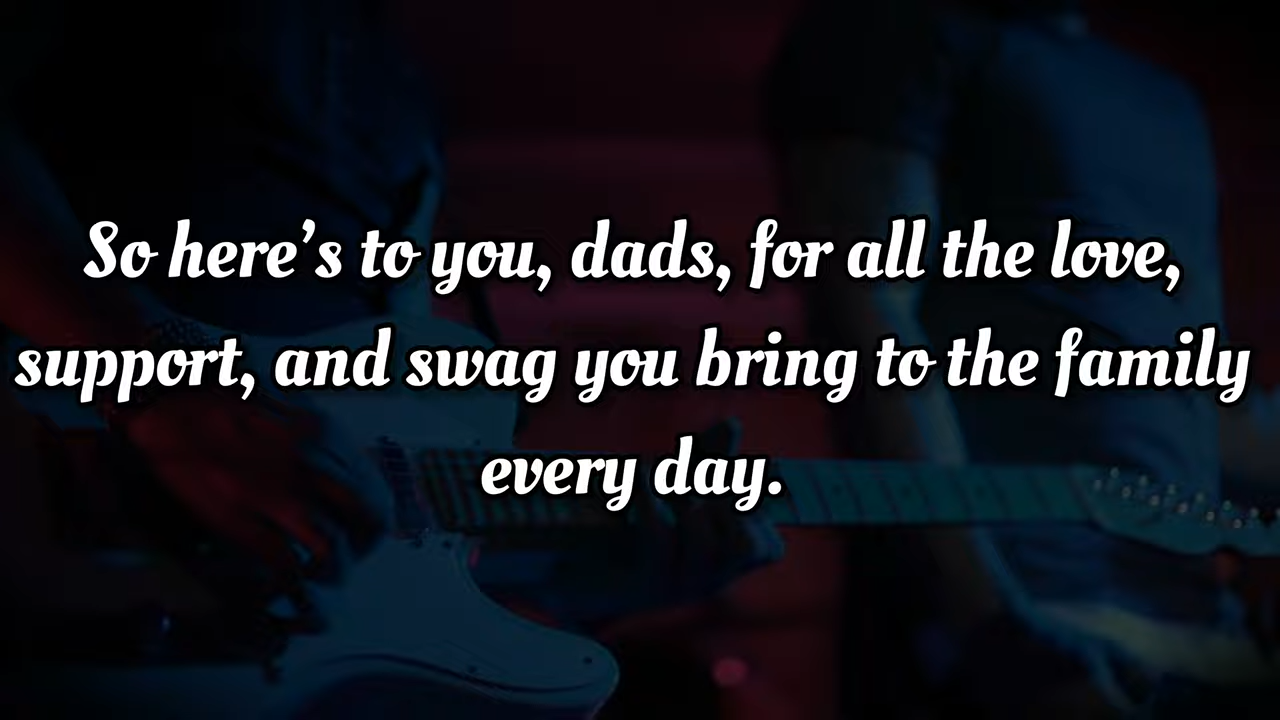 So here’s to you, dads, for all the love,
support, and swag you bring to the family
every day.